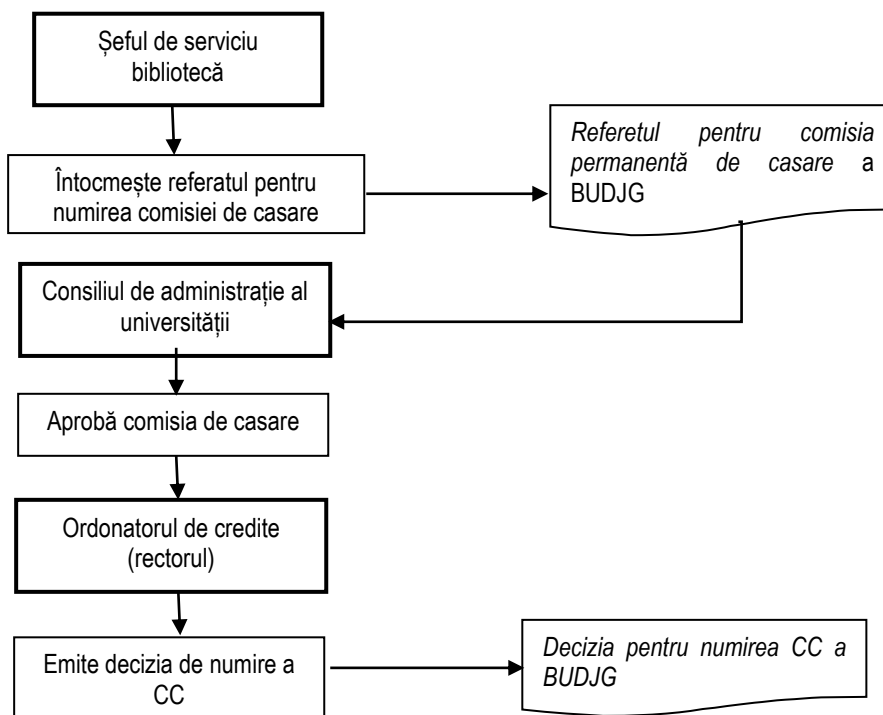 Șeful de serviciu
bibliotecă
Întocmește referatul pentru
numirea comisiei de casare
Referetul pentru comisia
permanentă de casare a
BUDJG
Consiliul de administrație al
universității
Aprobă comisia de casare
Ordonatorul de credite
(rectorul)
Emite decizia de numire a
CC
Decizia pentru numirea CC a
BUDJG